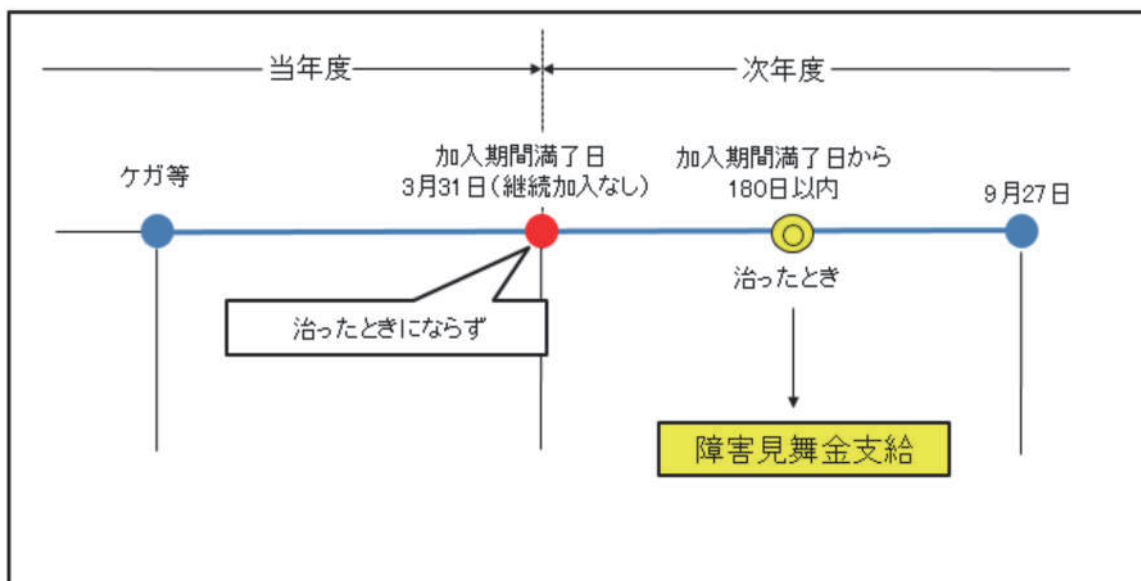 当年度
次年度
ケガ等
加入期間満了日
3月31日(継続加入なし)
加入期間満了日から
180日以内
9月27日
治ったときにならず
治ったとき
障害見舞金支給